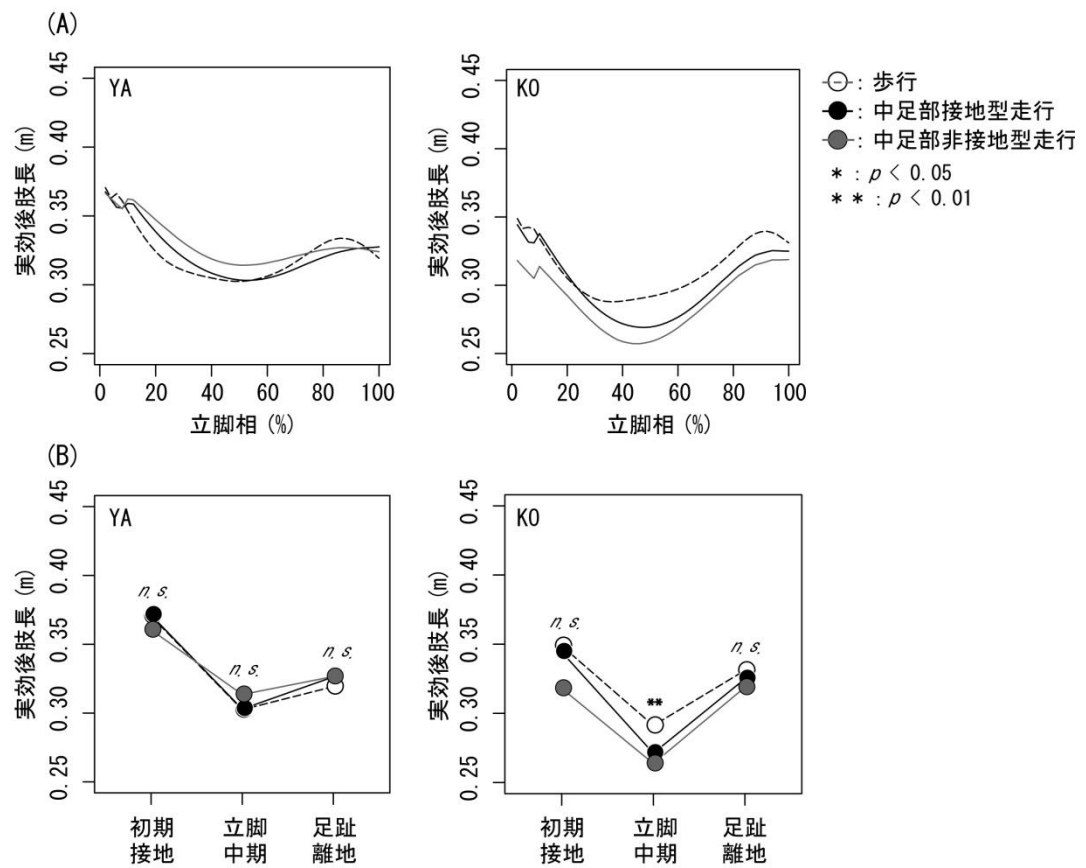 (A)
YA
実効後肢長 (m)
0.45
0.40
0.35
0.30
0.25
0 20 40 60 80 100
立脚相 (%)
KO
実効後肢長 (m)
0.45
0.40
0.35
0.30
0.25
0 20 40 60 80 100
立脚相 (%)
: 歩行
: 中足部接地型走行
: 中足部非接地型走行
* : p < 0.05
** : p < 0.01
(B)
YA
実効後肢長 (m)
0.45
0.40
0.35
0.30
0.25
n.s.
n.s.
n.s.
初期接地
立脚中期
足趾離地
KO
実効後肢長 (m)
0.45
0.40
0.35
0.30
0.25
n.s.
**
n.s.
初期接地
立脚中期
足趾離地